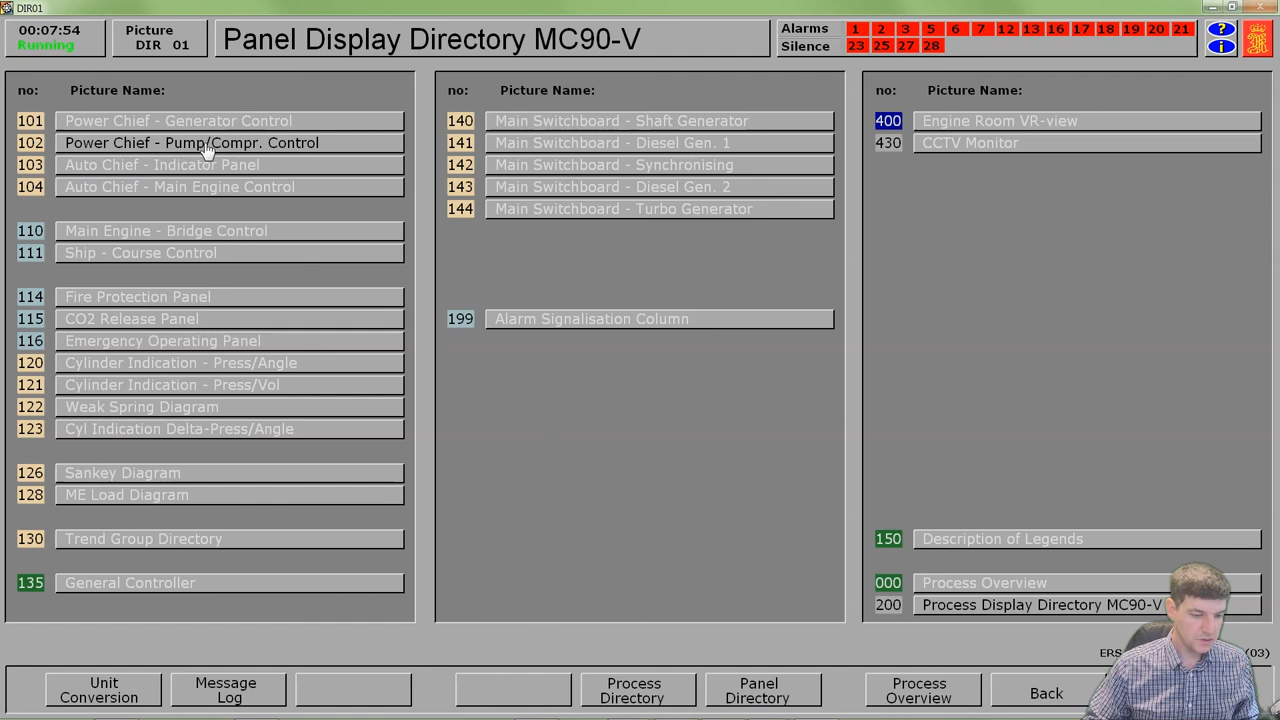 DIR01
00:07:54
Running
Picture
DIR 01
Panel Display Directory MC90-V
Alarms
1 2 3 5 6 7 12 13 16 17 18 19 20 21
Silence
23 25 27 28
? i
no: Picture Name:
101 Power Chief - Generator Control
102 Power Chief - Pump/Compr. Control
103 Auto Chief - Indicator Panel
104 Auto Chief - Main Engine Control
110 Main Engine - Bridge Control
111 Ship - Course Control
114 Fire Protection Panel
115 CO2 Release Panel
116 Emergency Operating Panel
120 Cylinder Indication - Press/Angle
121 Cylinder Indication - Press/Vol
122 Weak Spring Diagram
123 Cyl Indication Delta-Press/Angle
126 Sankey Diagram
128 ME Load Diagram
130 Trend Group Directory
135 General Controller
no: Picture Name:
140 Main Switchboard - Shaft Generator
141 Main Switchboard - Diesel Gen. 1
142 Main Switchboard - Synchronising
143 Main Switchboard - Diesel Gen. 2
144 Main Switchboard - Turbo Generator
199 Alarm Signalisation Column
no: Picture Name:
400 Engine Room VR-view
430 CCTV Monitor
150 Description of Legends
000 Process Overview
200 Process Display Directory MC90-V
ERS (03)
Unit
Conversion
Message
Log
Process
Directory
Panel
Directory
Process
Overview
Back